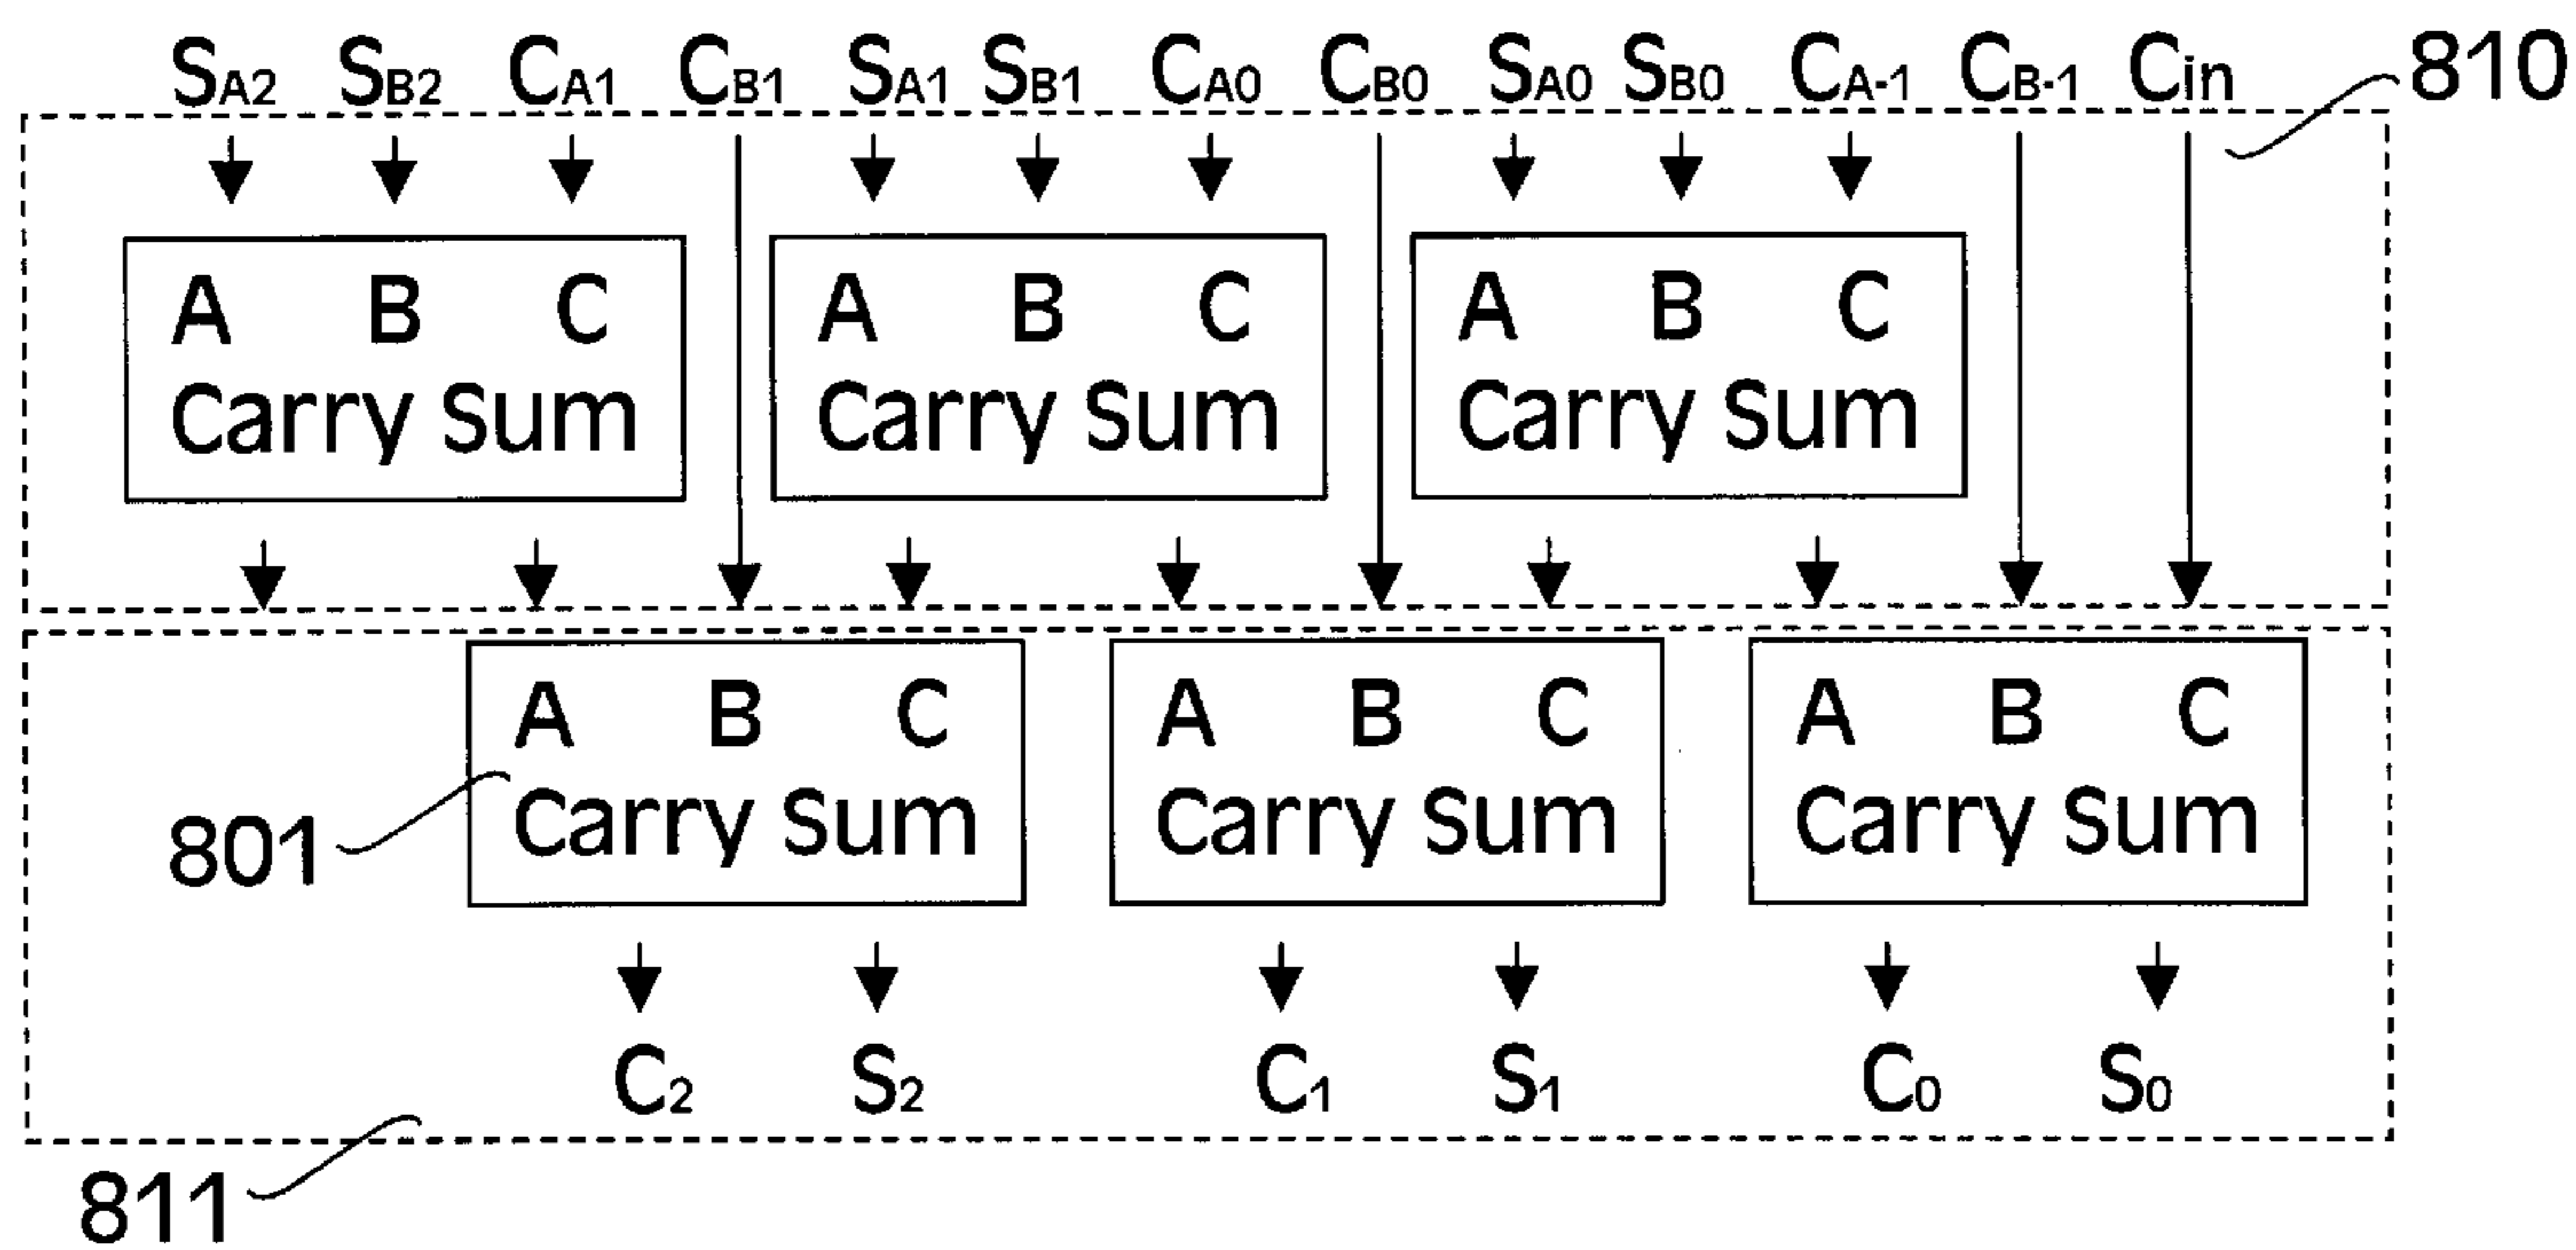 SA2 SB2 CA1 CB1 SA1 SB1 CA0 CB0 SA0 SB0 CA-1 CB-1 Cin 810
A B C A B C A B C
Carry Sum Carry Sum Carry Sum
A B C A B C A B C
801 Carry Sum Carry Sum Carry Sum
C2 S2 C1 S1 C0 S0
811